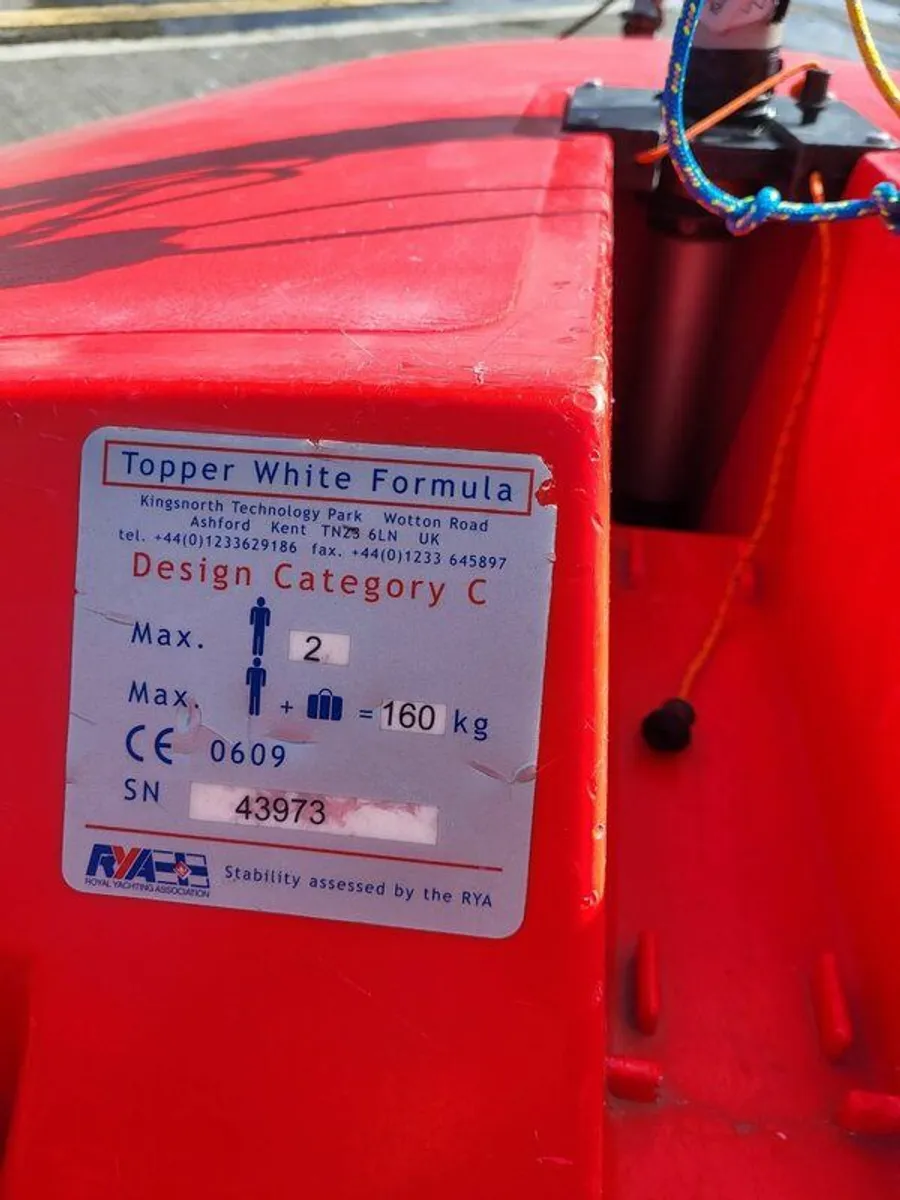 Topper White Formula
Kingsnorth Technology Park Wotton Road
Ashford Kent TN23 6LN UK
tel. +44(0)1233629186 fax. +44(0)1233 645897
Design Category C
Max. 2
Max. + = 160 kg
CE 0609
SN 43973
RYA
ROYAL YACHTING ASSOCIATION
Stability assessed by the RYA